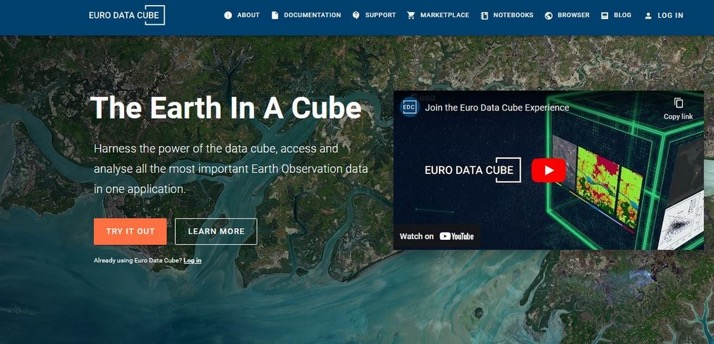 EURO DATA CUBE
ABOUT
DOCUMENTATION
SUPPORT
MARKETPLACE
NOTEBOOKS
BROWSER
BLOG
LOG IN
The Earth In A Cube
Harness the power of the data cube, access and
analyse all the most important Earth Observation data
in one application.
TRY IT OUT
LEARN MORE
Already using Euro Data Cube? Log in
EDC
Join the Euro Data Cube Experience
Copy link
EURO DATA CUBE
Watch on YouTube